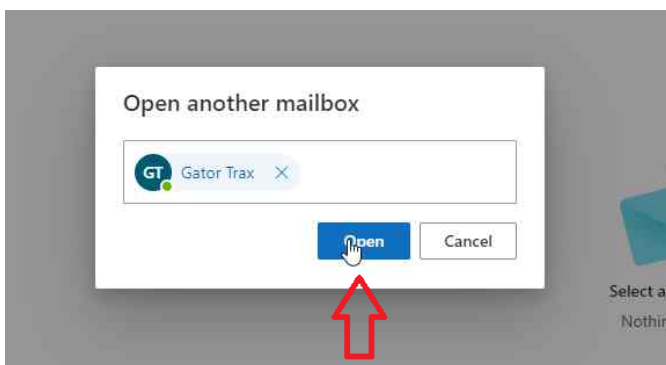 Open another mailbox
GT Gator Trax
Open Cancel
Select a
Nothin